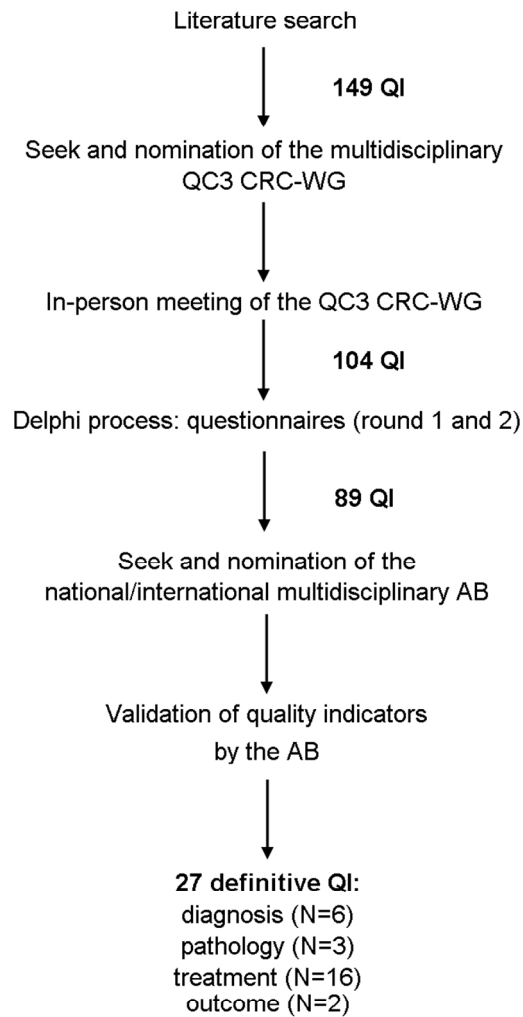 Literature search
149 QI
Seek and nomination of the multidisciplinary
QC3 CRC-WG
In-person meeting of the QC3 CRC-WG
104 QI
Delphi process: questionnaires (round 1 and 2)
89 QI
Seek and nomination of the
national/international multidisciplinary AB
Validation of quality indicators
by the AB
27 definitive QI:
diagnosis (N=6)
pathology (N=3)
treatment (N=16)
outcome (N=2)